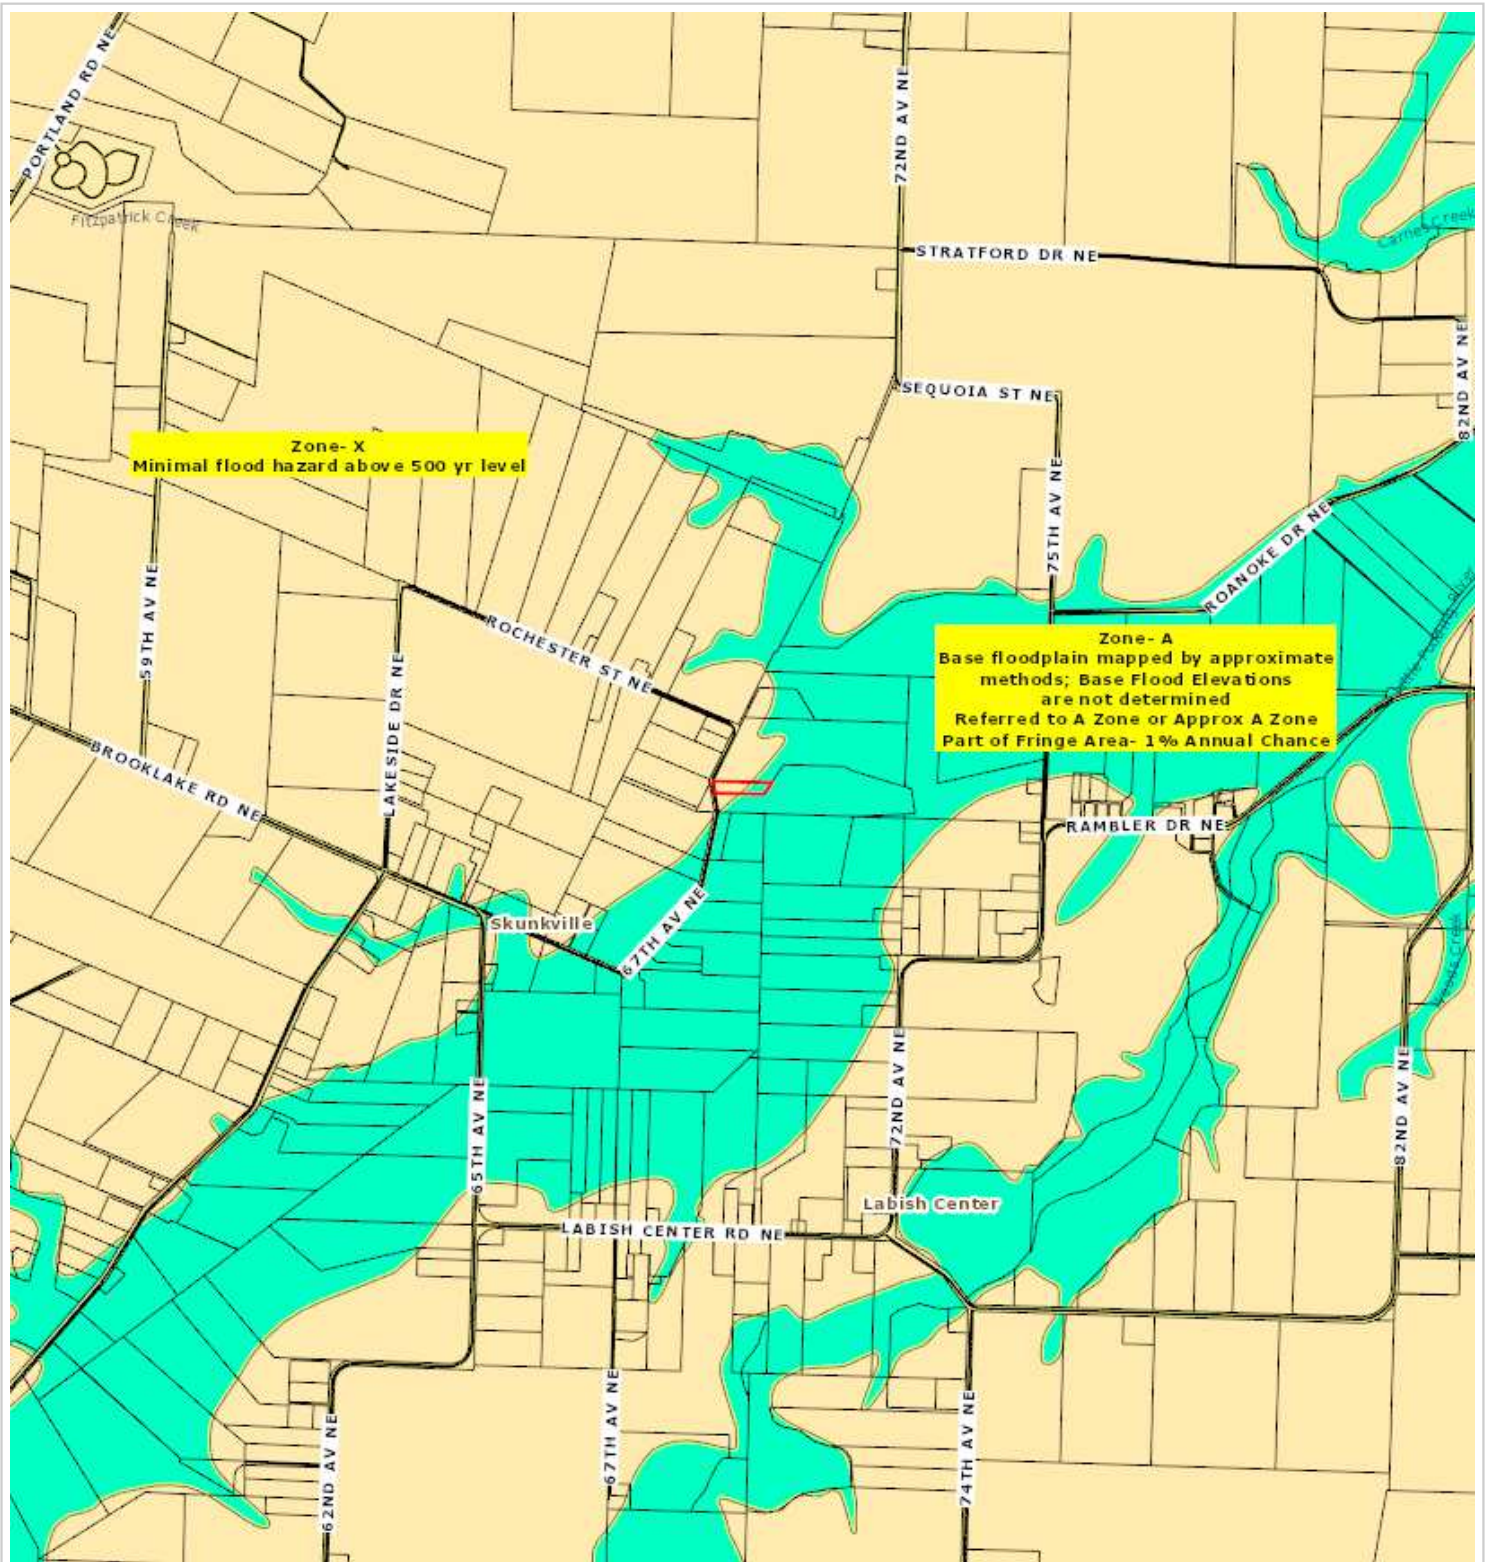 PORTLAND RD NE
72ND AV NE
Fitzpatrick Creek
Carnes Creek
STRATFORD DR NE
82ND AV NE
SEQUOIA ST NE
Zone- X
Minimal flood hazard above 500 yr level
75TH AV NE
ROANOKE DR NE
59TH AV NE
ROCHESTER ST NE
LAKESIDE DR NE
Zone- A
Base floodplain mapped by approximate
methods; Base Flood Elevations
are not determined
Referred to A Zone or Approx A Zone
Part of Fringe Area- 1% Annual Chance
Little Pudding River
BROOKLAKE RD NE
RAMBLER DR NE
Skunkville
67TH AV NE
Creek
72ND AV NE
65TH AV NE
82ND AV NE
Labish Center
LABISH CENTER RD NE
62ND AV NE
67TH AV NE
74TH AV NE